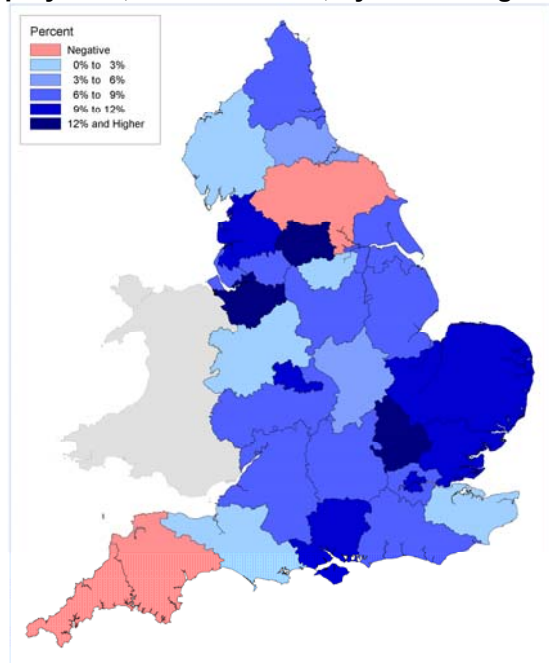 Percent
Negative
0% to 3%
3% to 6%
6% to 9%
9% to 12%
12% and Higher